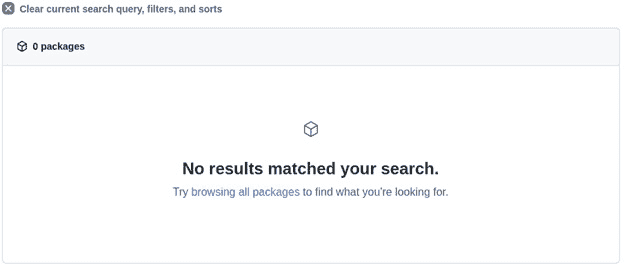 Clear current search query, filters, and sorts
0 packages
No results matched your search.
Try browsing all packages to find what you're looking for.